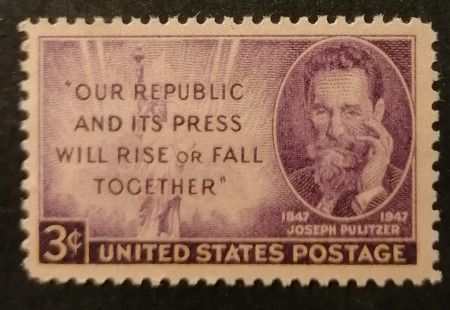 "OUR REPUBLIC
AND ITS PRESS
WILL RISE OR FALL
TOGETHER"
1847 1947
JOSEPH PULITZER
3¢ UNITED STATES POSTAGE